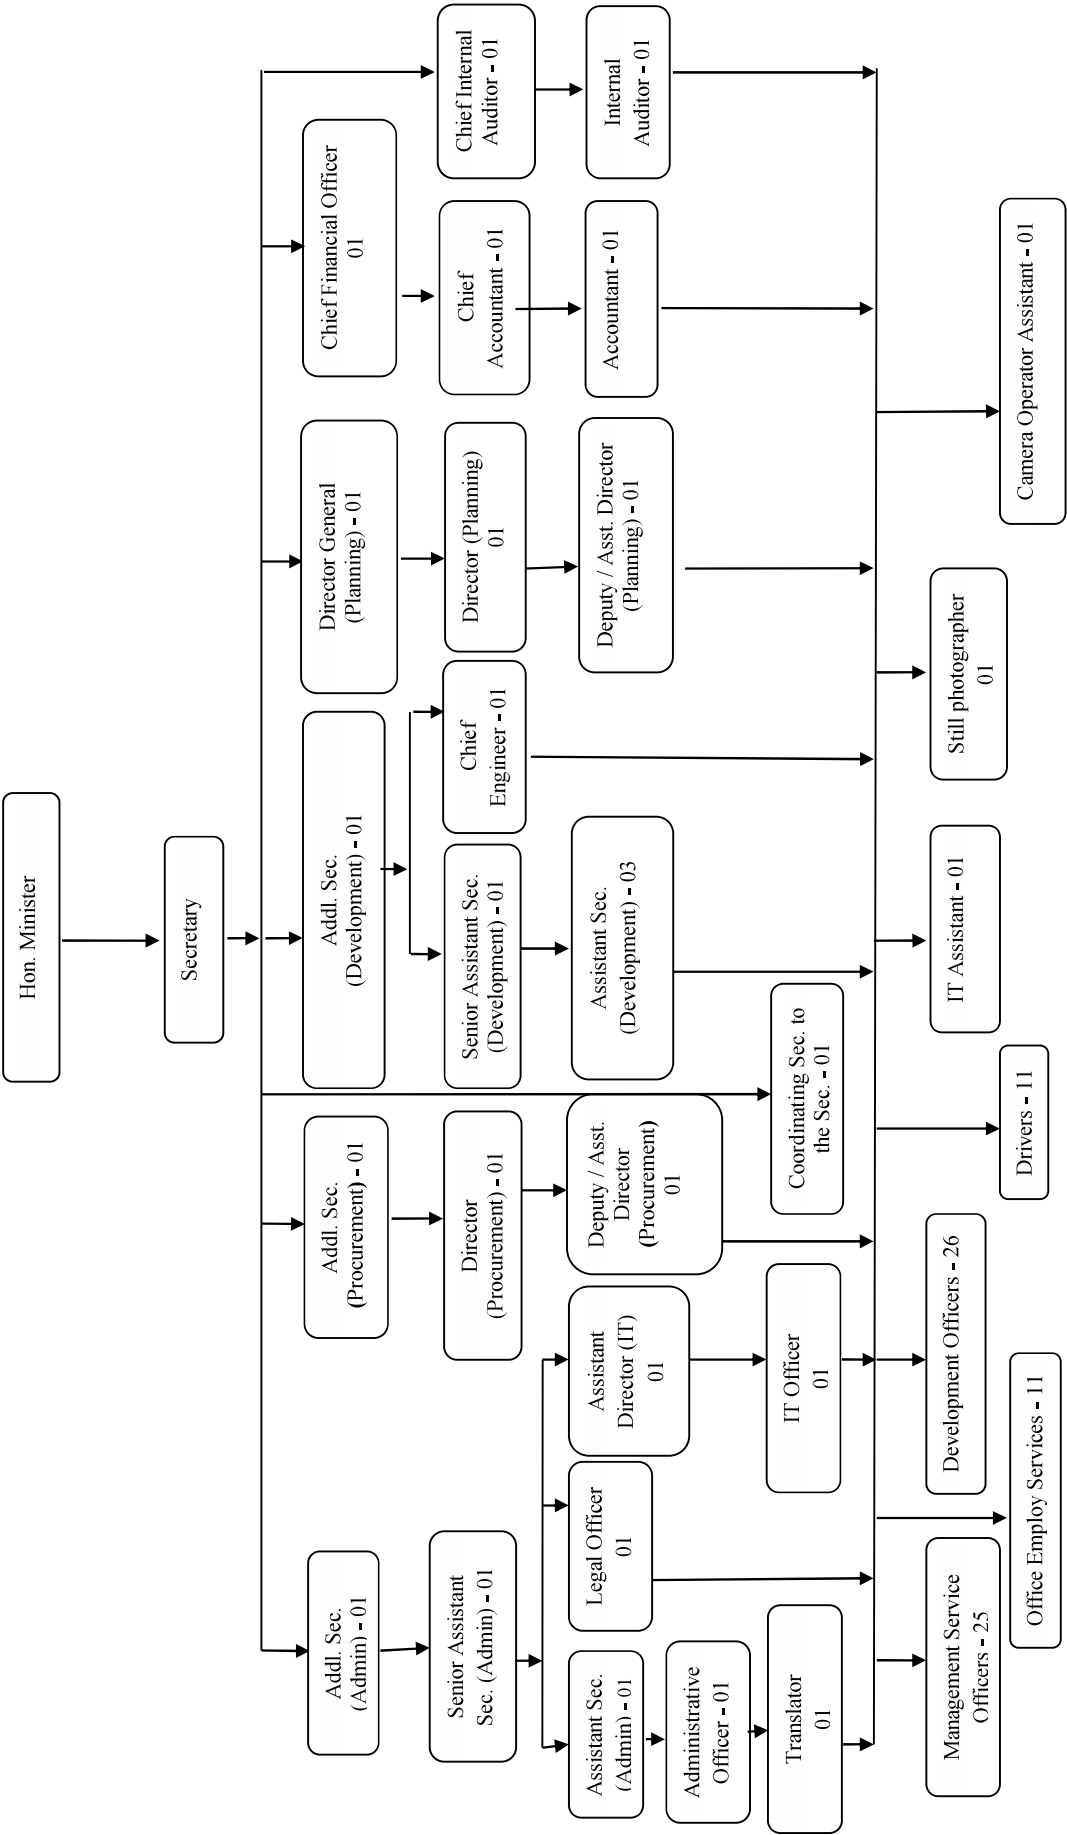 Hon. Minister
Secretary
Addl. Sec.
(Admin) - 01
Addl. Sec.
(Procurement) - 01
Addl. Sec.
(Development) - 01
Director General
(Planning) - 01
Chief Financial Officer
01
Senior Assistant
Sec. (Admin) - 01
Director
(Procurement) - 01
Senior Assistant Sec.
(Development) - 01
Chief
Engineer - 01
Director (Planning)
01
Chief
Accountant - 01
Chief Internal
Auditor - 01
Assistant Sec.
(Admin) - 01
Legal Officer
01
Assistant
Director (IT)
01
Deputy / Asst.
Director
(Procurement)
01
Assistant Sec.
(Development) - 03
Deputy / Asst. Director
(Planning) - 01
Accountant - 01
Internal
Auditor - 01
Administrative
Officer - 01
Translator
01
IT Officer
01
Coordinating Sec. to
the Sec. - 01
Management Service
Officers - 25
Development Officers - 26
IT Assistant - 01
Still photographer
01
Office Employ Services - 11
Drivers - 11
Camera Operator Assistant - 01